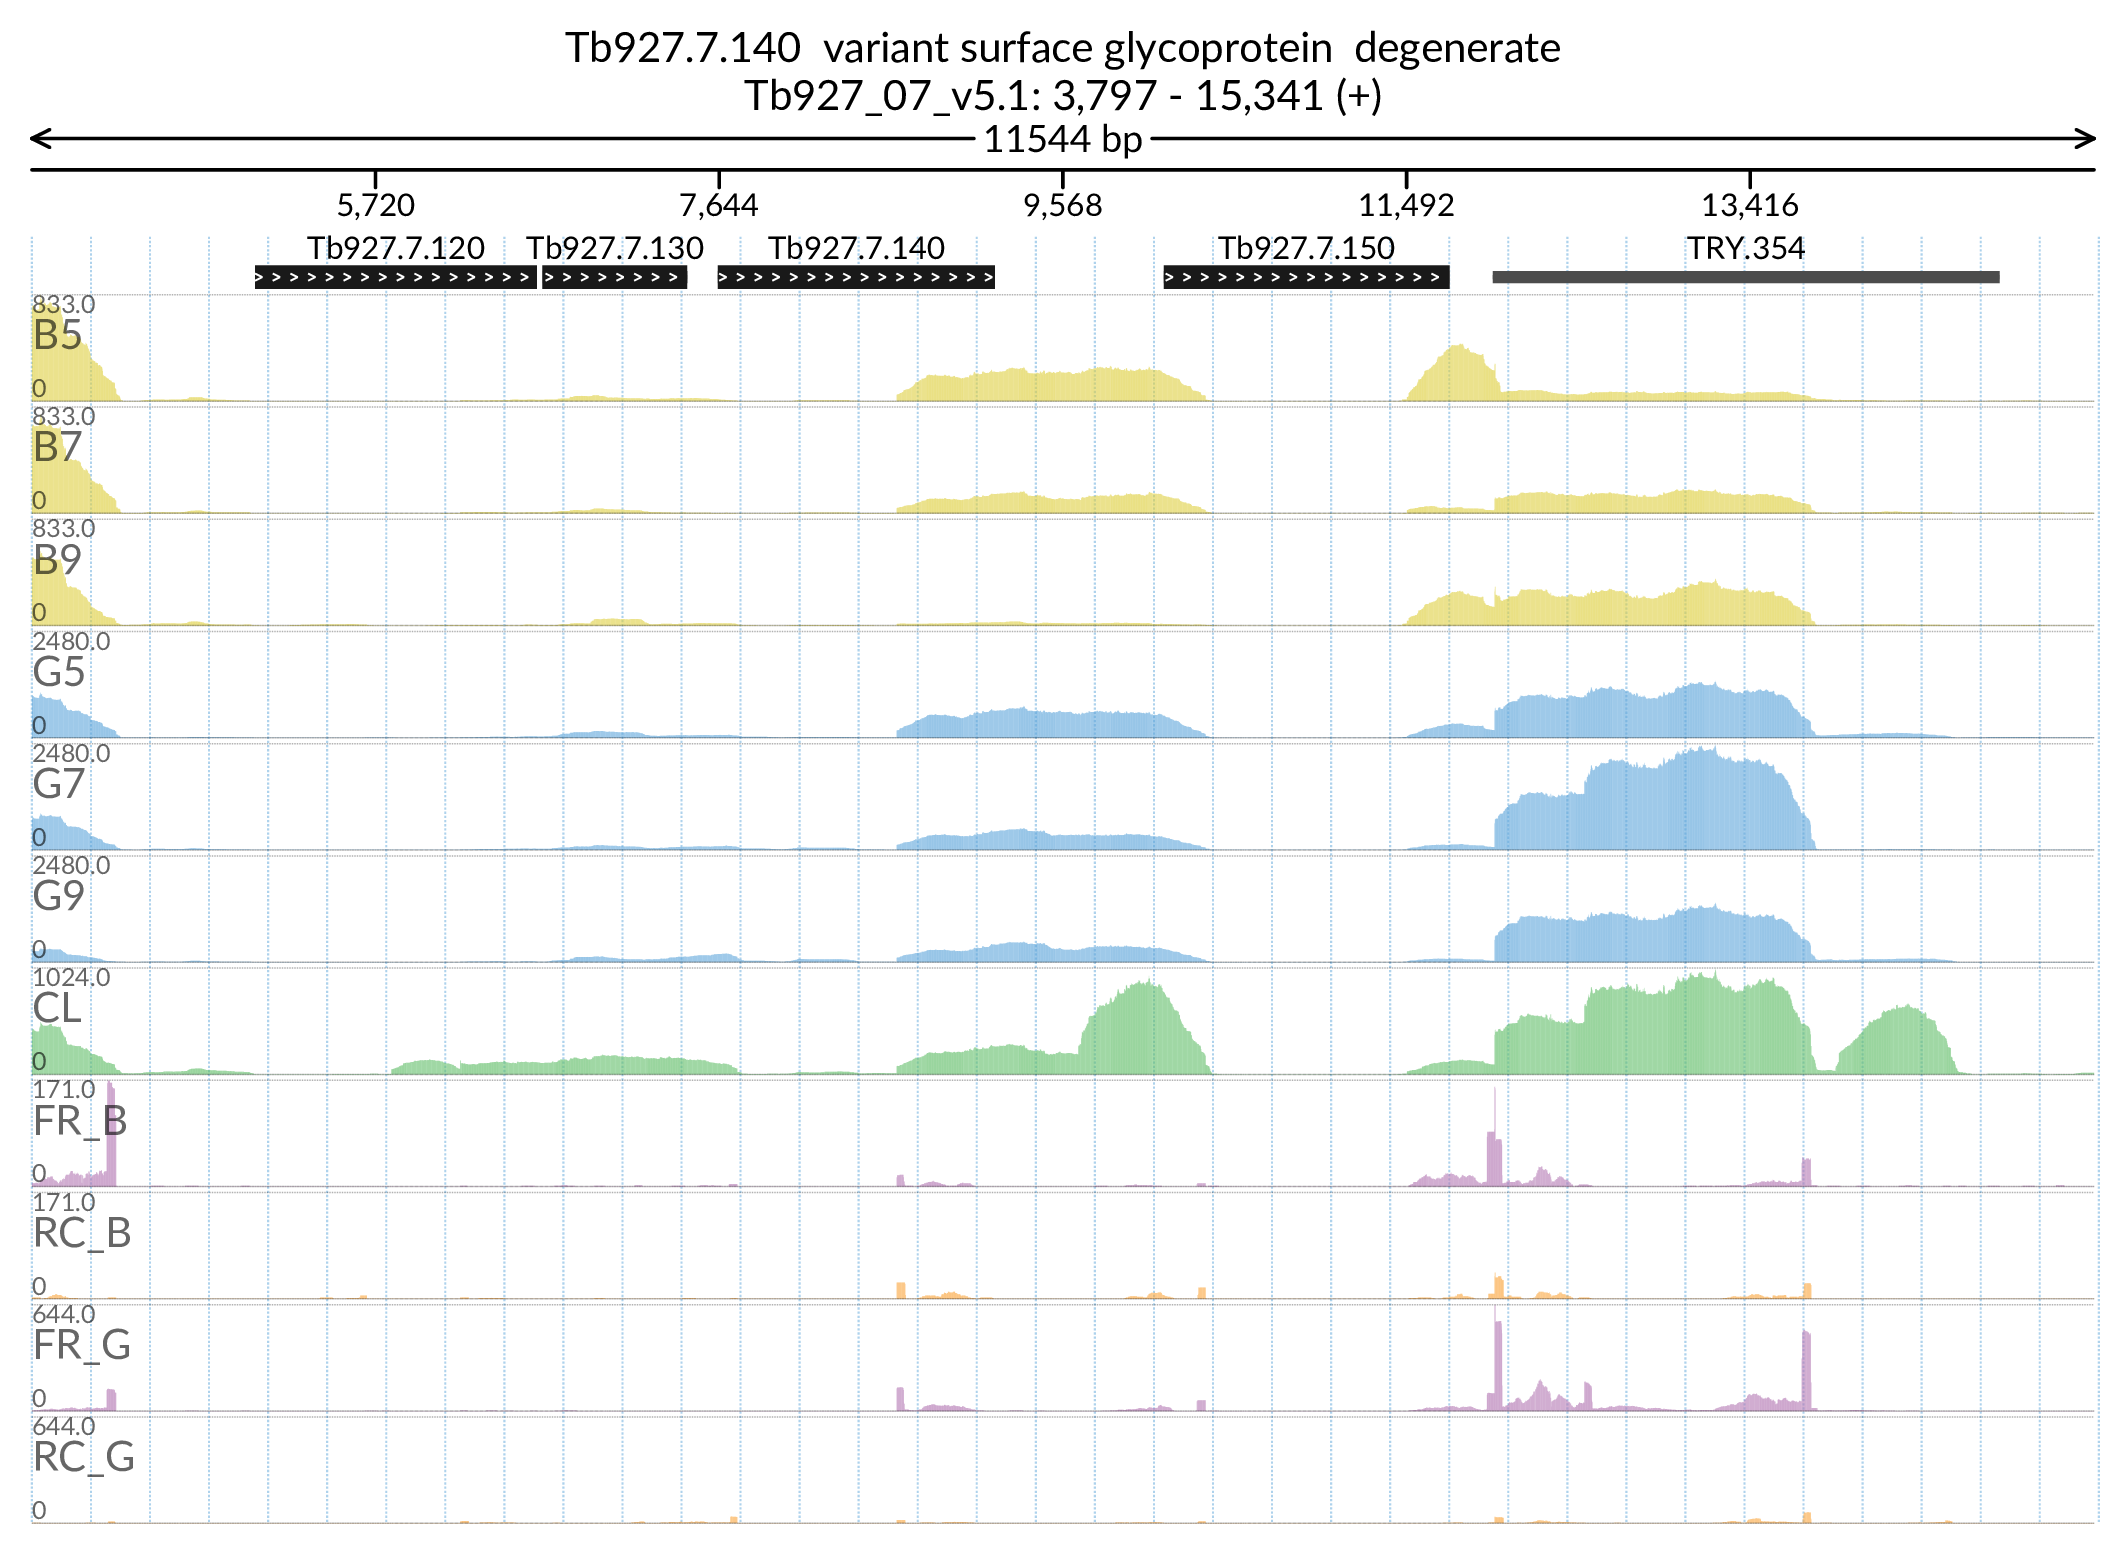 Tb927.7.140 variant surface glycoprotein degenerate
Tb927_07_v5.1: 3,797 - 15,341 (+)
11544 bp
5,720 7,644 9,568 11,492 13,416
Tb927.7.120 Tb927.7.130 Tb927.7.140 Tb927.7.150 TRY.354
833.0
B5
0
833.0
B7
0
833.0
B9
0
2480.0
G5
0
2480.0
G7
0
2480.0
G9
0
1024.0
CL
0
171.0
FR_B
0
171.0
RC_B
0
644.0
FR_G
0
644.0
RC_G
0